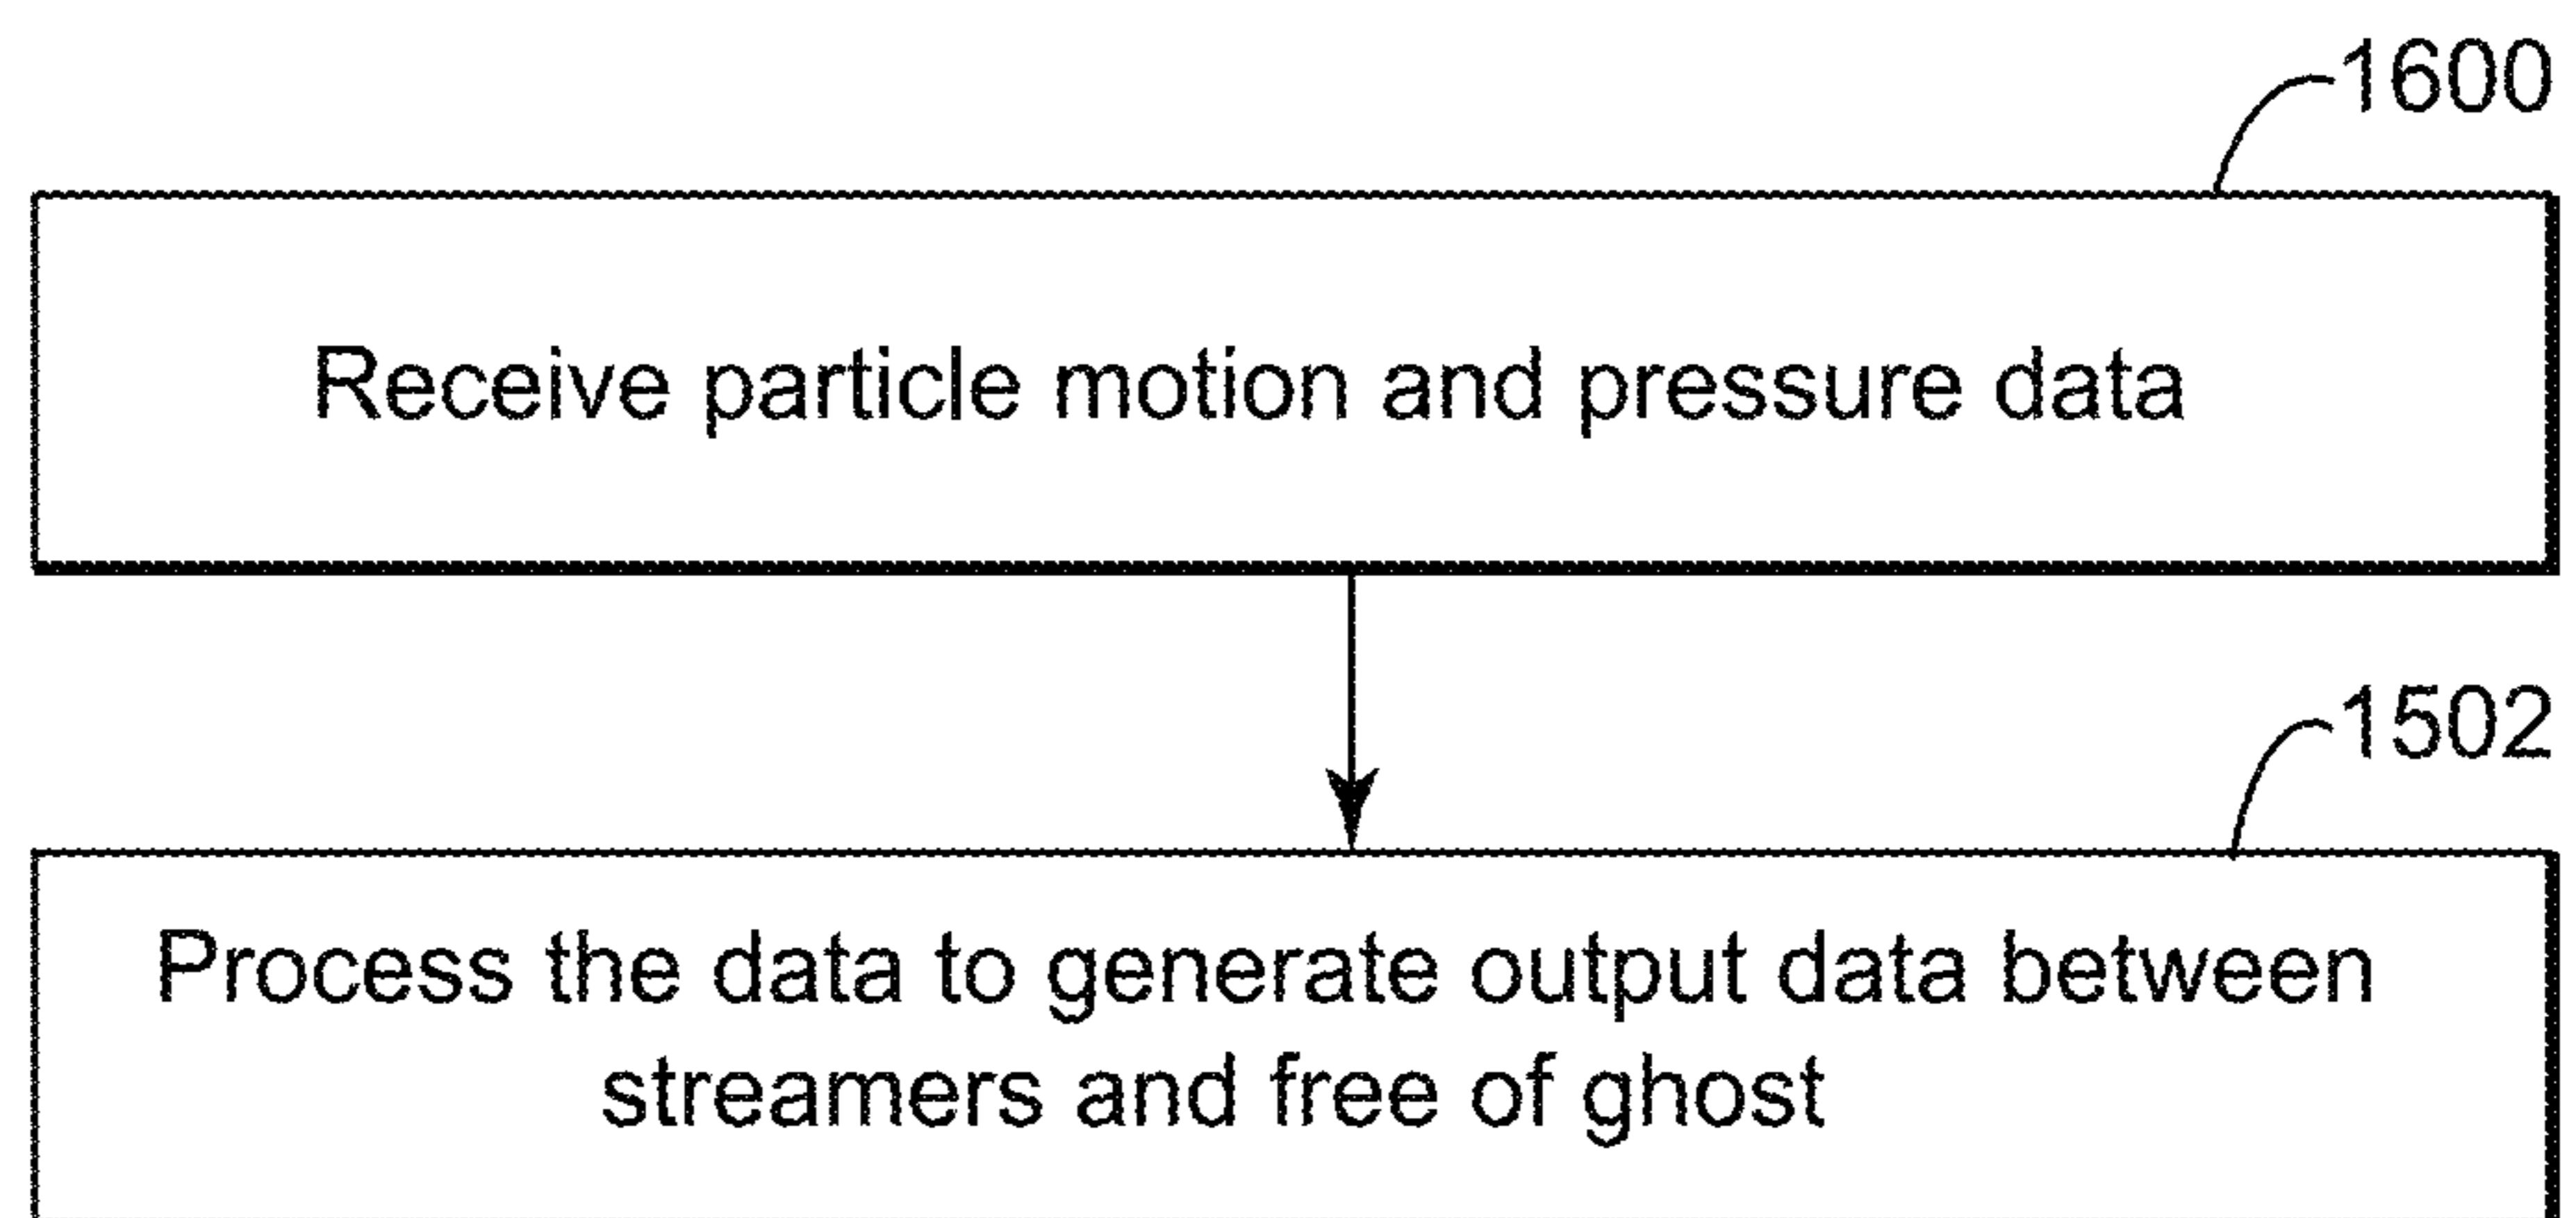 1600
Receive particle motion and pressure data
1502
Process the data to generate output data between
streamers and free of ghost